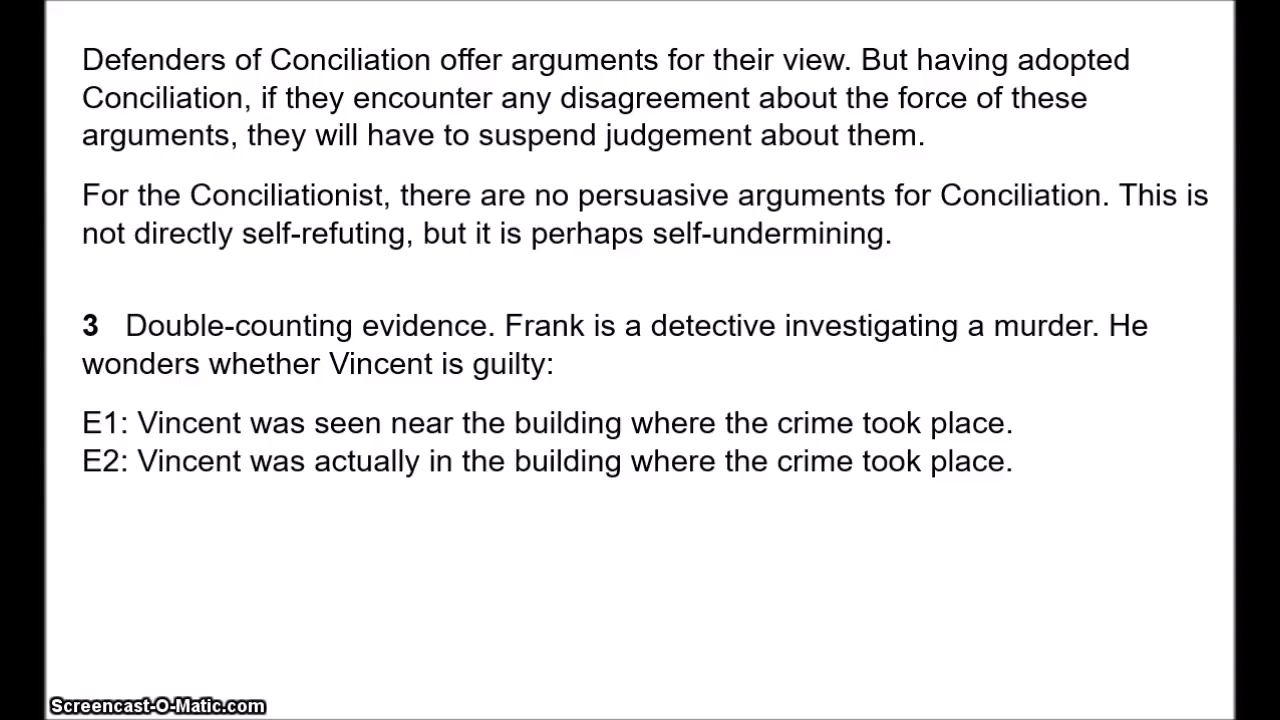 Defenders of Conciliation offer arguments for their view. But having adopted
Conciliation, if they encounter any disagreement about the force of these
arguments, they will have to suspend judgement about them.
For the Conciliationist, there are no persuasive arguments for Conciliation. This is
not directly self-refuting, but it is perhaps self-undermining.
3 Double-counting evidence. Frank is a detective investigating a murder. He
wonders whether Vincent is guilty:
E1: Vincent was seen near the building where the crime took place.
E2: Vincent was actually in the building where the crime took place.
Screencast-O-Matic.com